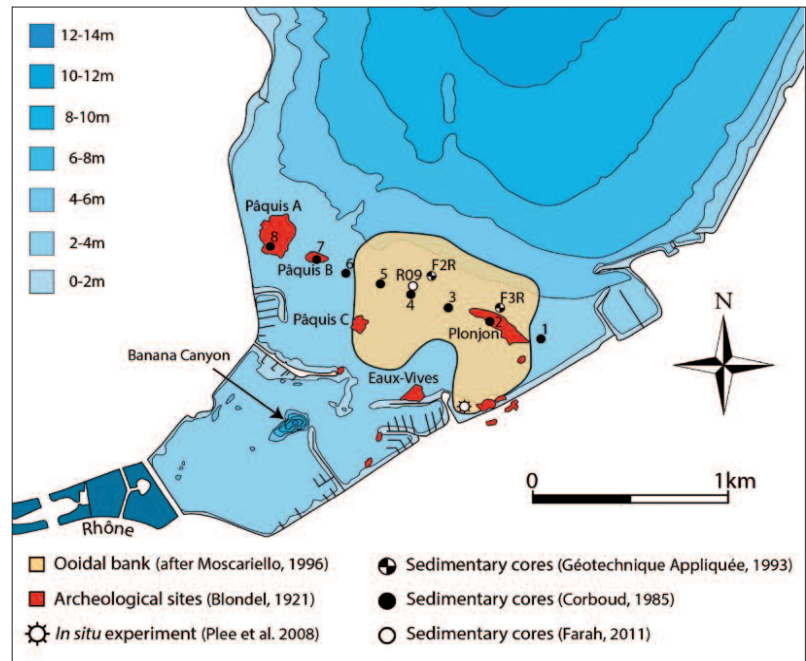 12-14m
10-12m
8-10m
6-8m
4-6m
2-4m
0-2m
Pâquis A
8
7
Pâquis B
6
5
R09
F2R
4
3
F3R
2
Plonjon
1
Pâquis C
N
Banana Canyon
Eaux-Vives
0
1km
Rhône
Ooidal bank (after Moscariello, 1996)
Archeological sites (Blondel, 1921)
In situ experiment (Plee et al. 2008)
Sedimentary cores (Géotechnique Appliquée, 1993)
Sedimentary cores (Corboud, 1985)
Sedimentary cores (Farah, 2011)